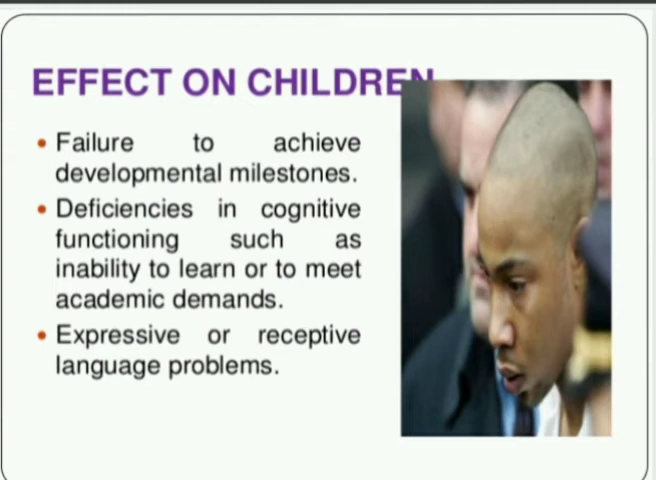 EFFECT ON CHILDREN
• Failure to achieve
developmental milestones.
• Deficiencies in cognitive
functioning such as
inability to learn or to meet
academic demands.
• Expressive or receptive
language problems.